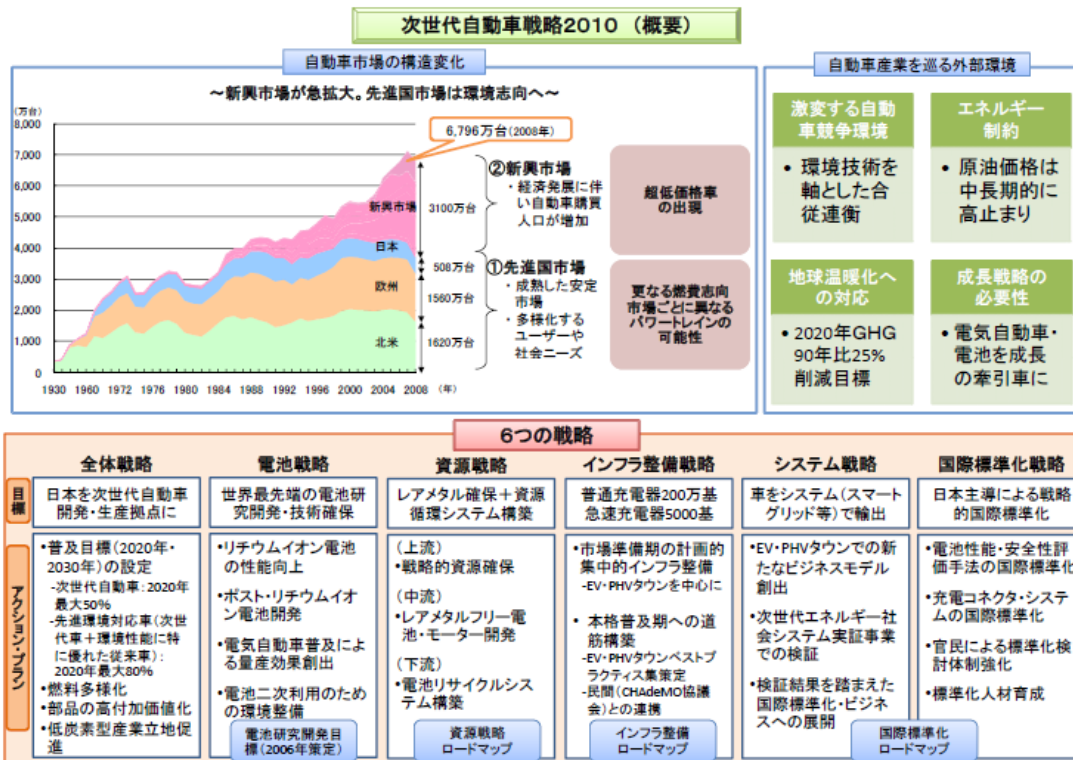 次世代自動車戦略2010 （概要）
自動車市場の構造変化
～新興市場が急拡大。先進国市場は環境志向へ～
(万台)
8,000
7,000
6,000
5,000
4,000
3,000
2,000
1,000
0
1930
1960
1972
1980
1984
1988
1992
1996
2000
2004
2008
(年)
6,796万台(2008年)
新興市場
日本
欧州
北米
3100万台
508万台
1560万台
1620万台
②新興市場
・経済発展に伴
い自動車購買
人口が増加
①先進国市場
・成熟した安定
市場
・多様化する
ユーザーや
社会ニーズ
超低価格車
の出現
更なる燃費志向
市場ごとに異なる
パワートレインの
可能性
自動車産業を巡る外部環境
激変する自動
車競争環境
• 環境技術を
軸とした合
従連衡
エネルギー
制約
• 原油価格は
中長期的に
高止まり
地球温暖化へ
の対応
• 2020年GHG
90年比25%
削減目標
成長戦略の
必要性
• 電気自動車・
電池を成長
の牽引車に
6つの戦略
目標
アクション・プラン
全体戦略
日本を次世代自動車
開発・生産拠点に
•普及目標(2020年・
2030年)の設定
-次世代自動車：2020年
最大50%
-先進環境対応車(次世
代車＋環境性能に特
に優れた従来車)：
2020年最大80%
•燃料多様化
•部品の高付加価値化
•低炭素型産業立地促
進
電池戦略
世界最先端の電池研
究開発・技術確保
•リチウムイオン電池
の性能向上
•ポスト・リチウムイオ
ン電池開発
•電気自動車普及によ
る量産効果創出
•電池二次利用のため
の環境整備
電池研究開発目
標(2006年策定)
資源戦略
レアメタル確保＋資源
循環システム構築
(上流)
•戦略的資源確保
(中流)
•レアメタルフリー電
池・モーター開発
(下流)
•電池リサイクルシス
テム構築
資源戦略
ロードマップ
インフラ整備戦略
普通充電器200万基
急速充電器5000基
•市場準備期の計画的
集中的インフラ整備
-EV・PHVタウンを中心に
• 本格普及期への道
筋構築
-EV・PHVタウンベストプ
ラクティス集策定
-民間(CHAdeMO協議
会)との連携
インフラ整備
ロードマップ
システム戦略
車をシステム(スマート
グリッド等)で輸出
•EV・PHVタウンでの新
たなビジネスモデル
創出
•次世代エネルギー社
会システム実証事業
での検証
•検証結果を踏まえた
国際標準化・ビジネ
スへの展開
国際標準化戦略
日本主導による戦略
的国際標準化
•電池性能・安全性評
価手法の国際標準化
•充電コネクタ・システ
ムの国際標準化
•官民による標準化検
討体制強化
•標準化人材育成
国際標準化
ロードマップ